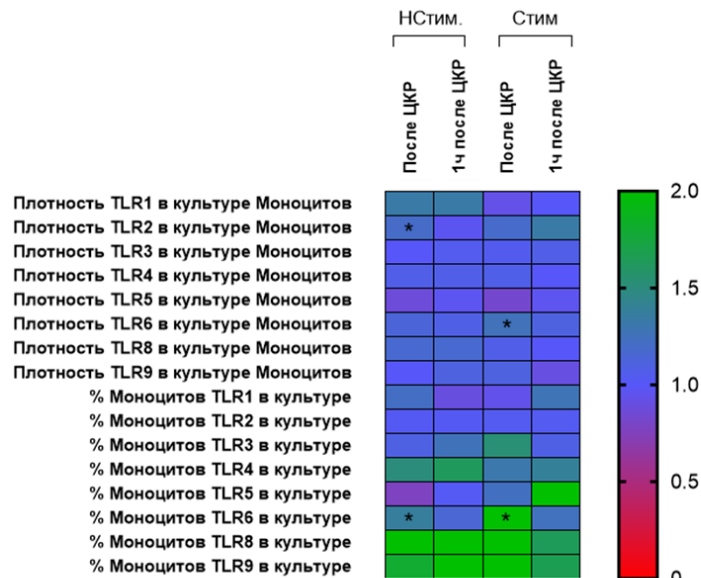 НСтим. Стим
После ЦКР 1ч после ЦКР После ЦКР 1ч после ЦКР
Плотность TLR1 в культуре Моноцитов
Плотность TLR2 в культуре Моноцитов
*
Плотность TLR3 в культуре Моноцитов
Плотность TLR4 в культуре Моноцитов
Плотность TLR5 в культуре Моноцитов
Плотность TLR6 в культуре Моноцитов
*
Плотность TLR8 в культуре Моноцитов
Плотность TLR9 в культуре Моноцитов
% Моноцитов TLR1 в культуре
% Моноцитов TLR2 в культуре
% Моноцитов TLR3 в культуре
% Моноцитов TLR4 в культуре
% Моноцитов TLR5 в культуре
% Моноцитов TLR6 в культуре
* *
% Моноцитов TLR8 в культуре
% Моноцитов TLR9 в культуре
2.0
1.5
1.0
0.5
0